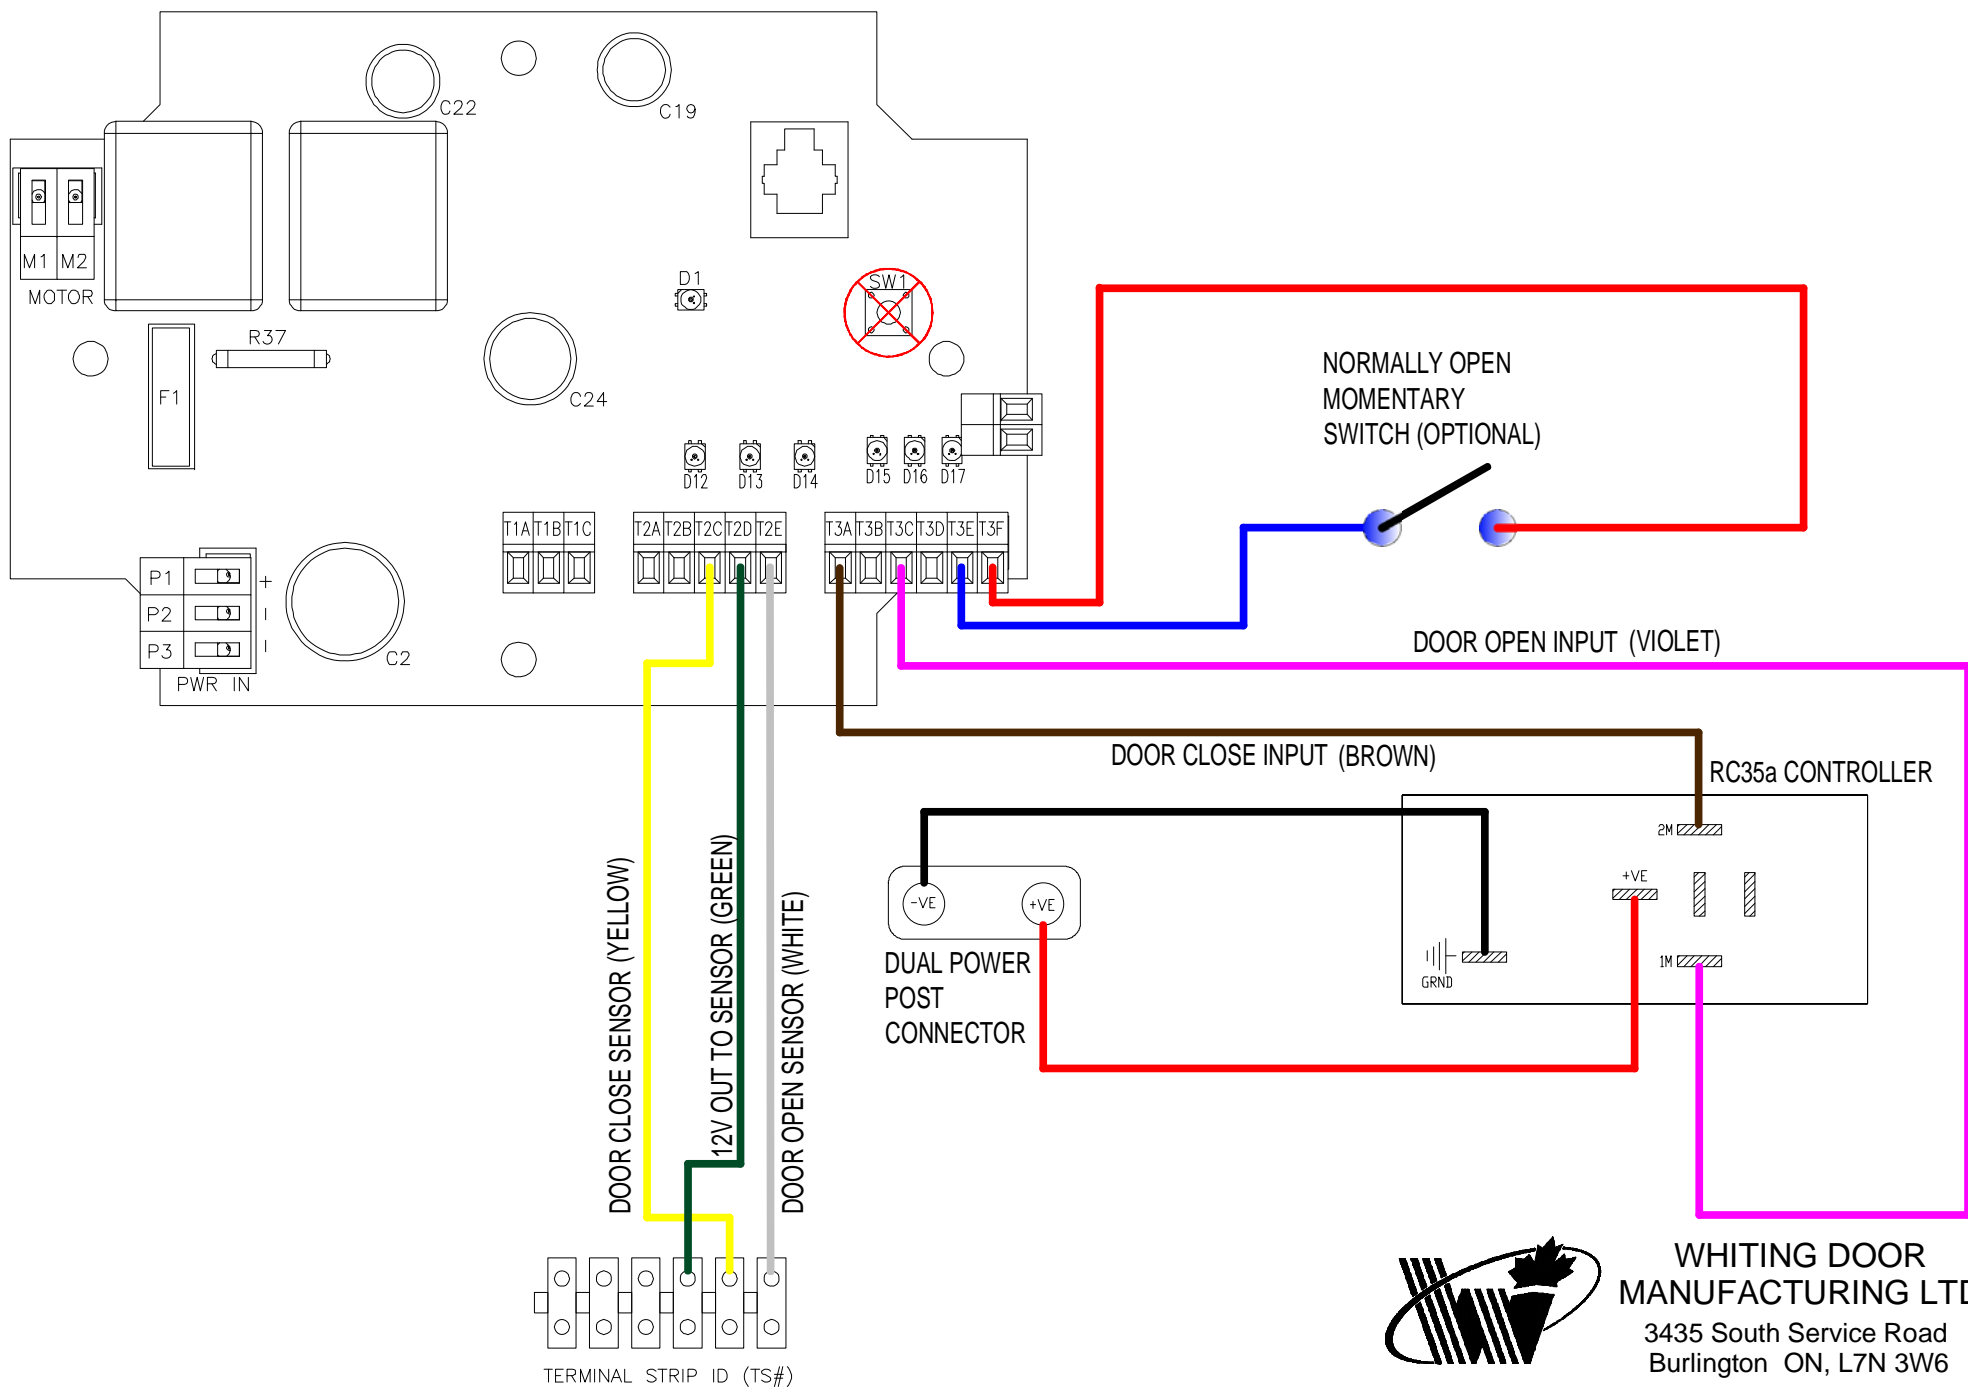 C22
C19
M1 M2
MOTOR
D1
SW1
R37
F1
C24
NORMALLY OPEN
MOMENTARY
SWITCH (OPTIONAL)
D12 D13 D14 D15 D16 D17
T1A T1B T1C T2A T2B T2C T2D T2E T3A T3B T3C T3D T3E T3F
P1 +
P2 –
P3 –
PWR IN
C2
DOOR OPEN INPUT (VIOLET)
DOOR CLOSE INPUT (BROWN)
RC35a CONTROLLER
2M
+VE
1M
GRND
-VE +VE
DUAL POWER
POST
CONNECTOR
DOOR CLOSE SENSOR (YELLOW)
12V OUT TO SENSOR (GREEN)
DOOR OPEN SENSOR (WHITE)
TERMINAL STRIP ID (TS#)
WHITING DOOR
MANUFACTURING LTD
3435 South Service Road
Burlington ON, L7N 3W6